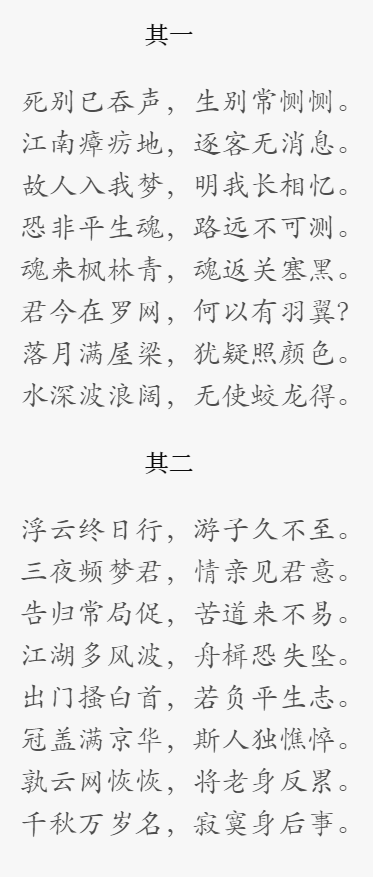 其一
死别已吞声，生别常恻恻。
江南瘴疠地，逐客无消息。
故人入我梦，明我长相忆。
恐非平生魂，路远不可测。
魂来枫林青，魂返关塞黑。
君今在罗网，何以有羽翼？
落月满屋梁，犹疑照颜色。
水深波浪阔，无使蛟龙得。
其二
浮云终日行，游子久不至。
三夜频梦君，情亲见君意。
告归常局促，苦道来不易。
江湖多风波，舟楫恐失坠。
出门搔白首，若负平生志。
冠盖满京华，斯人独憔悴。
孰云网恢恢，将老身反累。
千秋万岁名，寂寞身后事。